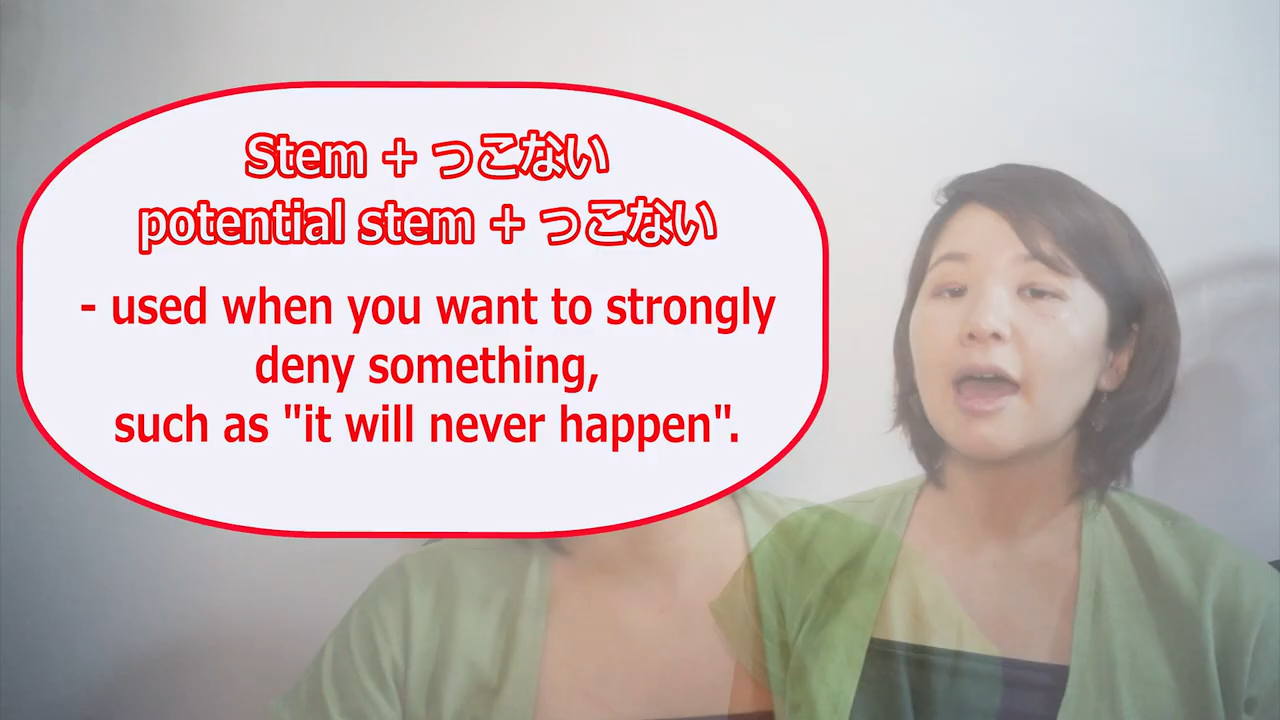 Stem + っこない
potential stem + っこない
- used when you want to strongly
deny something,
such as "it will never happen".